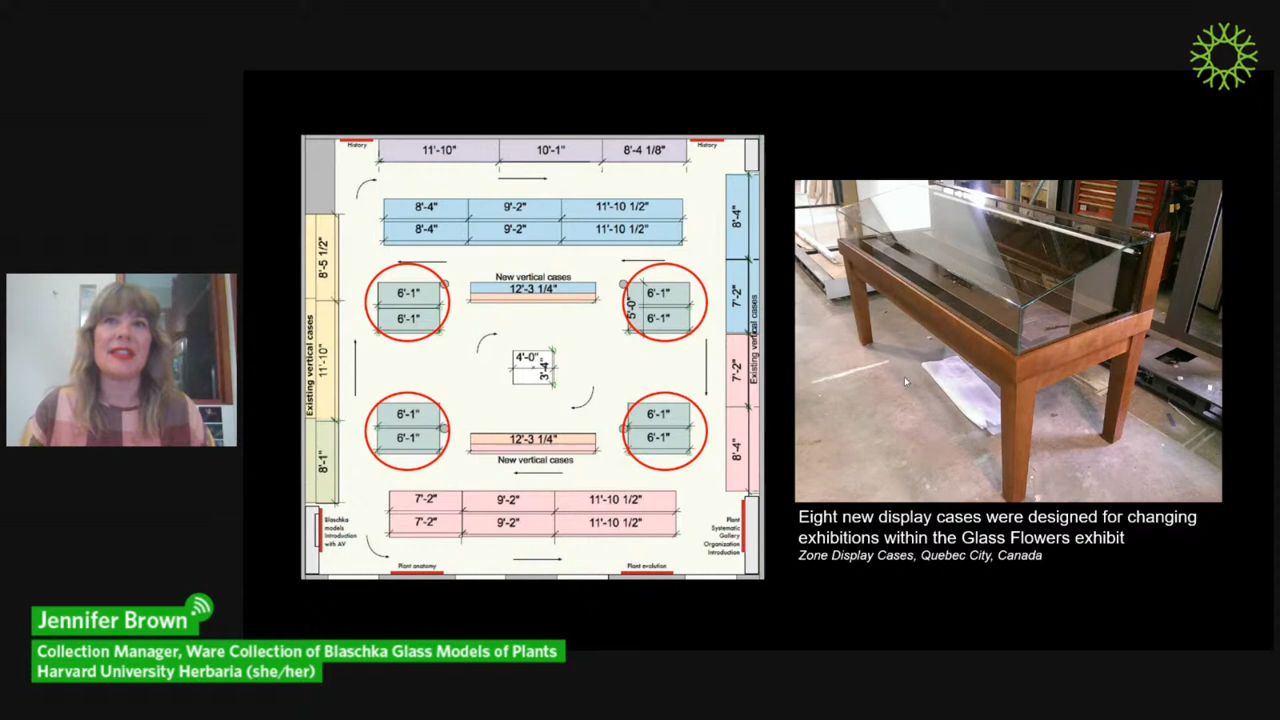 History
11'-10"
10'-1"
8'-4 1/8"
History
8'-4"
9'-2"
11'-10 1/2"
8'-4"
9'-2"
11'-10 1/2"
8'-4"
8'-5 1/2"
New vertical cases
12'-3 1/4"
6'-1"
6'-1"
5'-0"
6'-1"
6'-1"
7'-2"
Existing vertical cases
11'-10"
Existing vertical cases
4'-0"
3'-4"
7'-2"
6'-1"
6'-1"
12'-3 1/4"
New vertical cases
6'-1"
6'-1"
8'-1"
8'-4"
7'-2"
9'-2"
11'-10 1/2"
7'-2"
9'-2"
11'-10 1/2"
Blaschka
models
Introduction
with AV
Plant
Systematic
Gallery
Organization
Introduction
Plant anatomy
Plant evolution
Eight new display cases were designed for changing
exhibitions within the Glass Flowers exhibit
Zone Display Cases, Quebec City, Canada
Jennifer Brown
Collection Manager, Ware Collection of Blaschka Glass Models of Plants
Harvard University Herbaria (she/her)